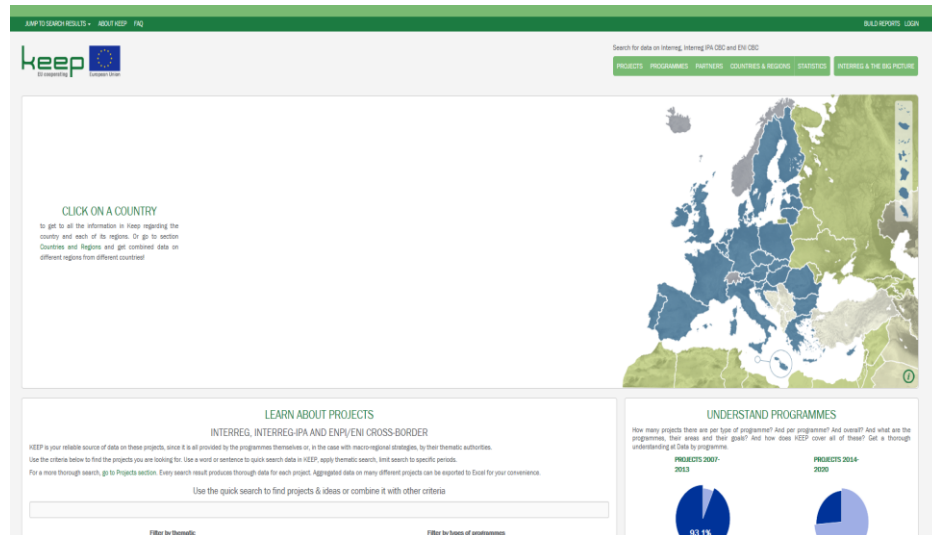 JUMP TO SEARCH RESULTS ABOUT KEEP FAQ
BUILD REPORTS LOGIN
keep
EU cooperating
European Union
Search for data on Interreg, Interreg IPA CBC and ENI CBC
PROJECTS PROGRAMMES PARTNERS COUNTRIES & REGIONS STATISTICS INTERREG & THE BIG PICTURE
CLICK ON A COUNTRY
to get to all the information in Keep regarding the
country and each of its regions. Or go to section
Countries and Regions and get combined data on
different regions from different countries!
i
LEARN ABOUT PROJECTS
INTERREG, INTERREG-IPA AND ENPI/ENI CROSS-BORDER
KEEP is your reliable source of data on these projects, since it is all provided by the programmes themselves or, in the case with macro-regional strategies, by their thematic authorities.
Use the criteria below to find the projects you are looking for. Use a word or sentence to quick search data in KEEP, apply thematic search, limit search to specific periods.
For a more thorough search, go to Projects section. Every search result produces thorough data for each project. Aggregated data on many different projects can be exported to Excel for your convenience.
Use the quick search to find projects & ideas or combine it with other criteria
Filter by thematic
Filter by types of programmes
UNDERSTAND PROGRAMMES
How many projects there are per type of programme? And per programme? And overall? And what are the
programmes, their areas and their goals? And how does KEEP cover all of these? Get a thorough
understanding at Data by programme.
PROJECTS 2007-
2013
PROJECTS 2014-
2020
93.1%